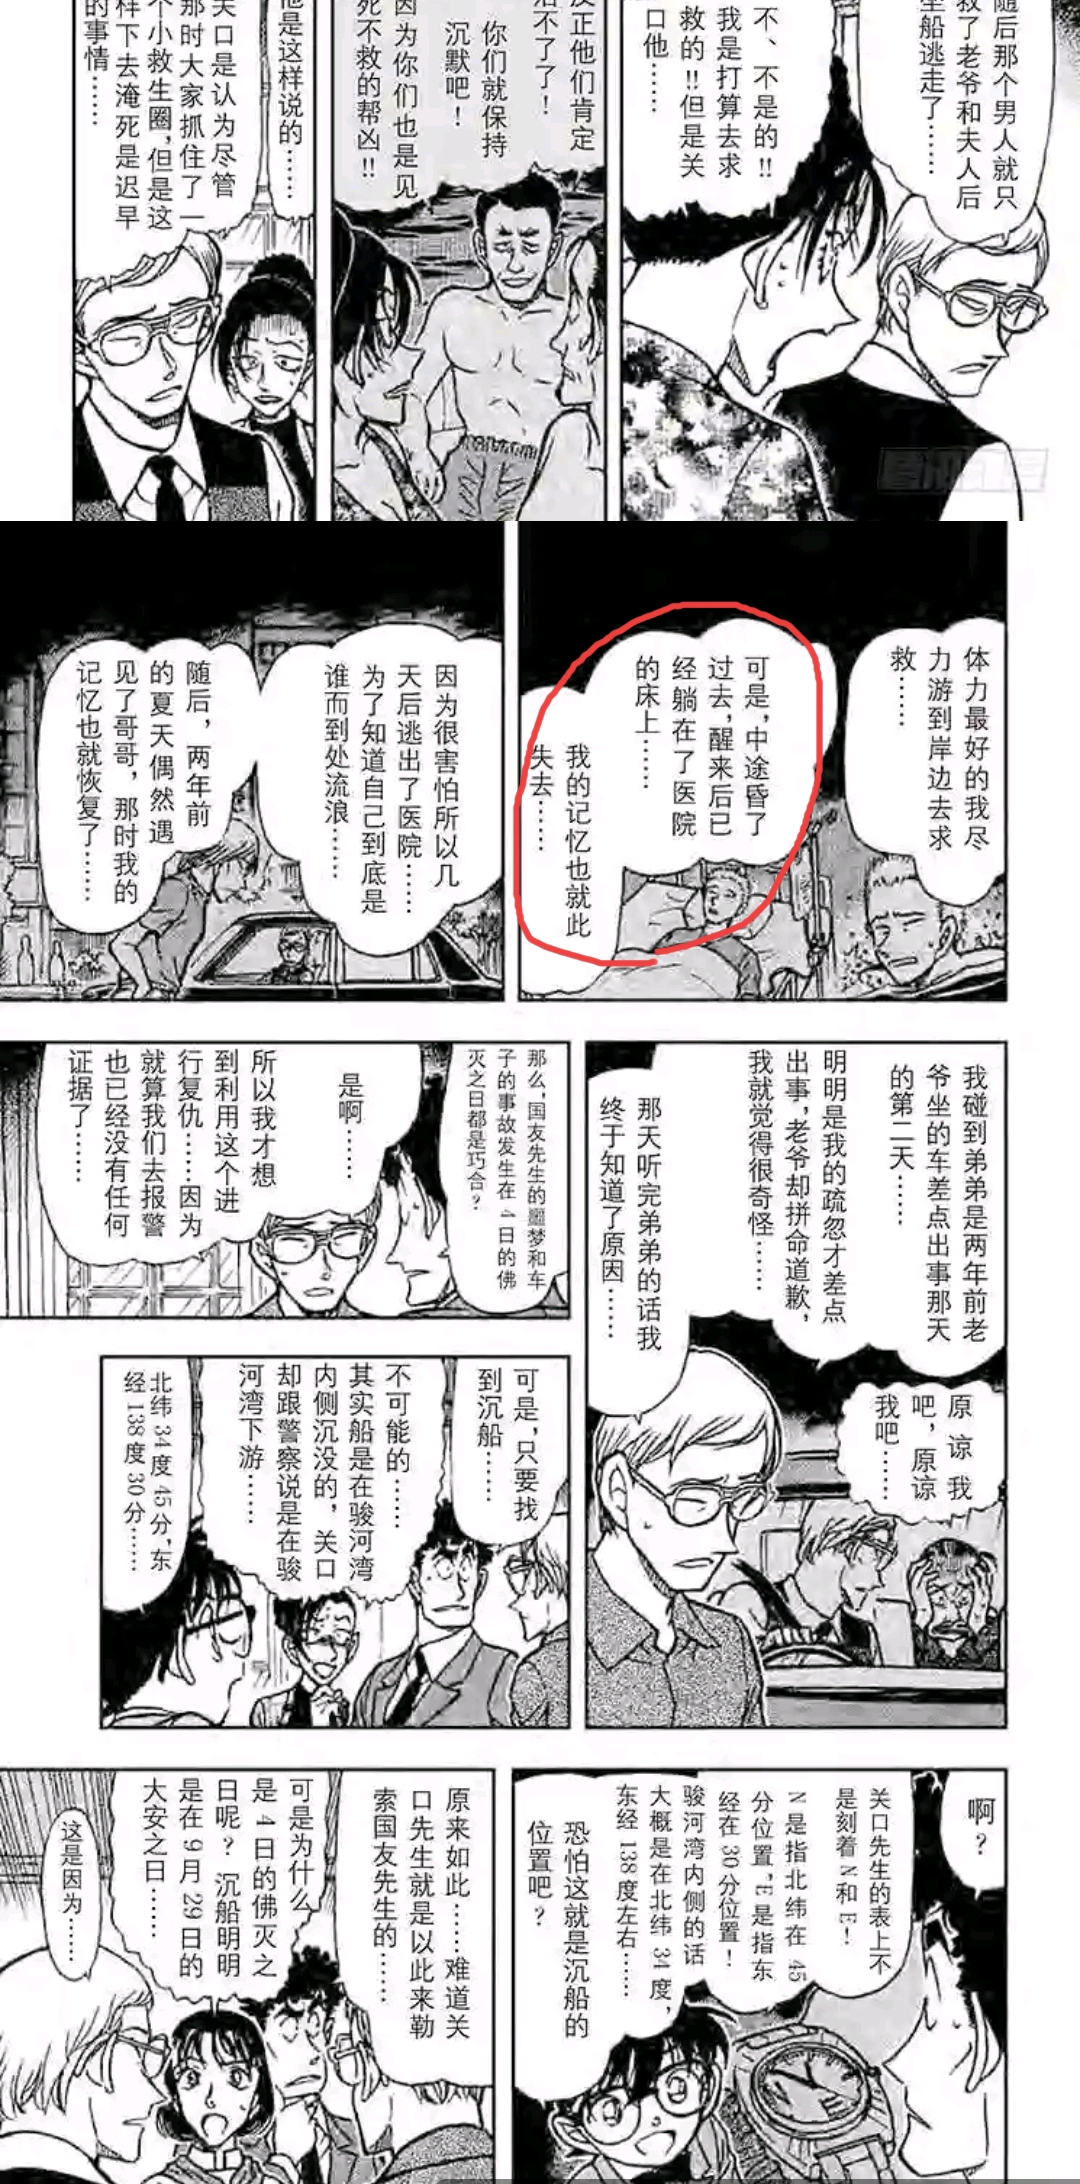 随后那个男人就只
救了老爷和夫人后
坐船逃走了……
不、不是的!!
我是打算去求
救的!!但是关
口他……
反正他们肯定
活不了了!
你们就保持
沉默吧!
因为你们也是见
死不救的帮凶!!
他是这样说的……
关口是认为尽管
那时大家抓住了一
个小救生圈,但是这
样下去淹死是迟早
的事情……
体力最好的我尽
力游到岸边去求
救……
可是,中途昏了
过去,醒来后已
经躺在了医院
的床上……
我的记忆也就此
失去……
因为很害怕所以几
天后逃出了医院……
为了知道自己到底是
谁而到处流浪……
随后,两年前
的夏天偶然遇
见了哥哥,那时我的
记忆也就恢复了……
我碰到弟弟是两年前老
爷坐的车差点出事那天
的第二天……
明明是我的疏忽才差点
出事,老爷却拼命道歉,
我就觉得很奇怪……
原谅我
吧,原谅
我吧……
那天听完弟弟的话我
终于知道了原因……
那么,国友先生的噩梦和车
子的事故发生在4日的佛
灭之日都是巧合?
是啊……
所以我才想
到利用这个进
行复仇……因为
就算我们去报警
也已经没有任何
证据了……
可是,只要找
到沉船……
不可能的……
其实船是在骏河湾
内侧沉没的,关口
却跟警察说是在骏
河湾下游……
北纬34度45分,东
经138度30分……
啊?
关口先生的表上不
是刻着N和E!
N是指北纬在45
分位置,E是指东
经在30分位置!
骏河湾内侧的话
大概是在北纬34度,
东经138度左右…
恐怕这就是沉船的
位置吧?
原来如此……难道关
口先生就是以此来勒
索国友先生的……
可是为什么
是4日的佛灭之
日呢?沉船明明
是在9月29日的
大安之日……
这是因为……